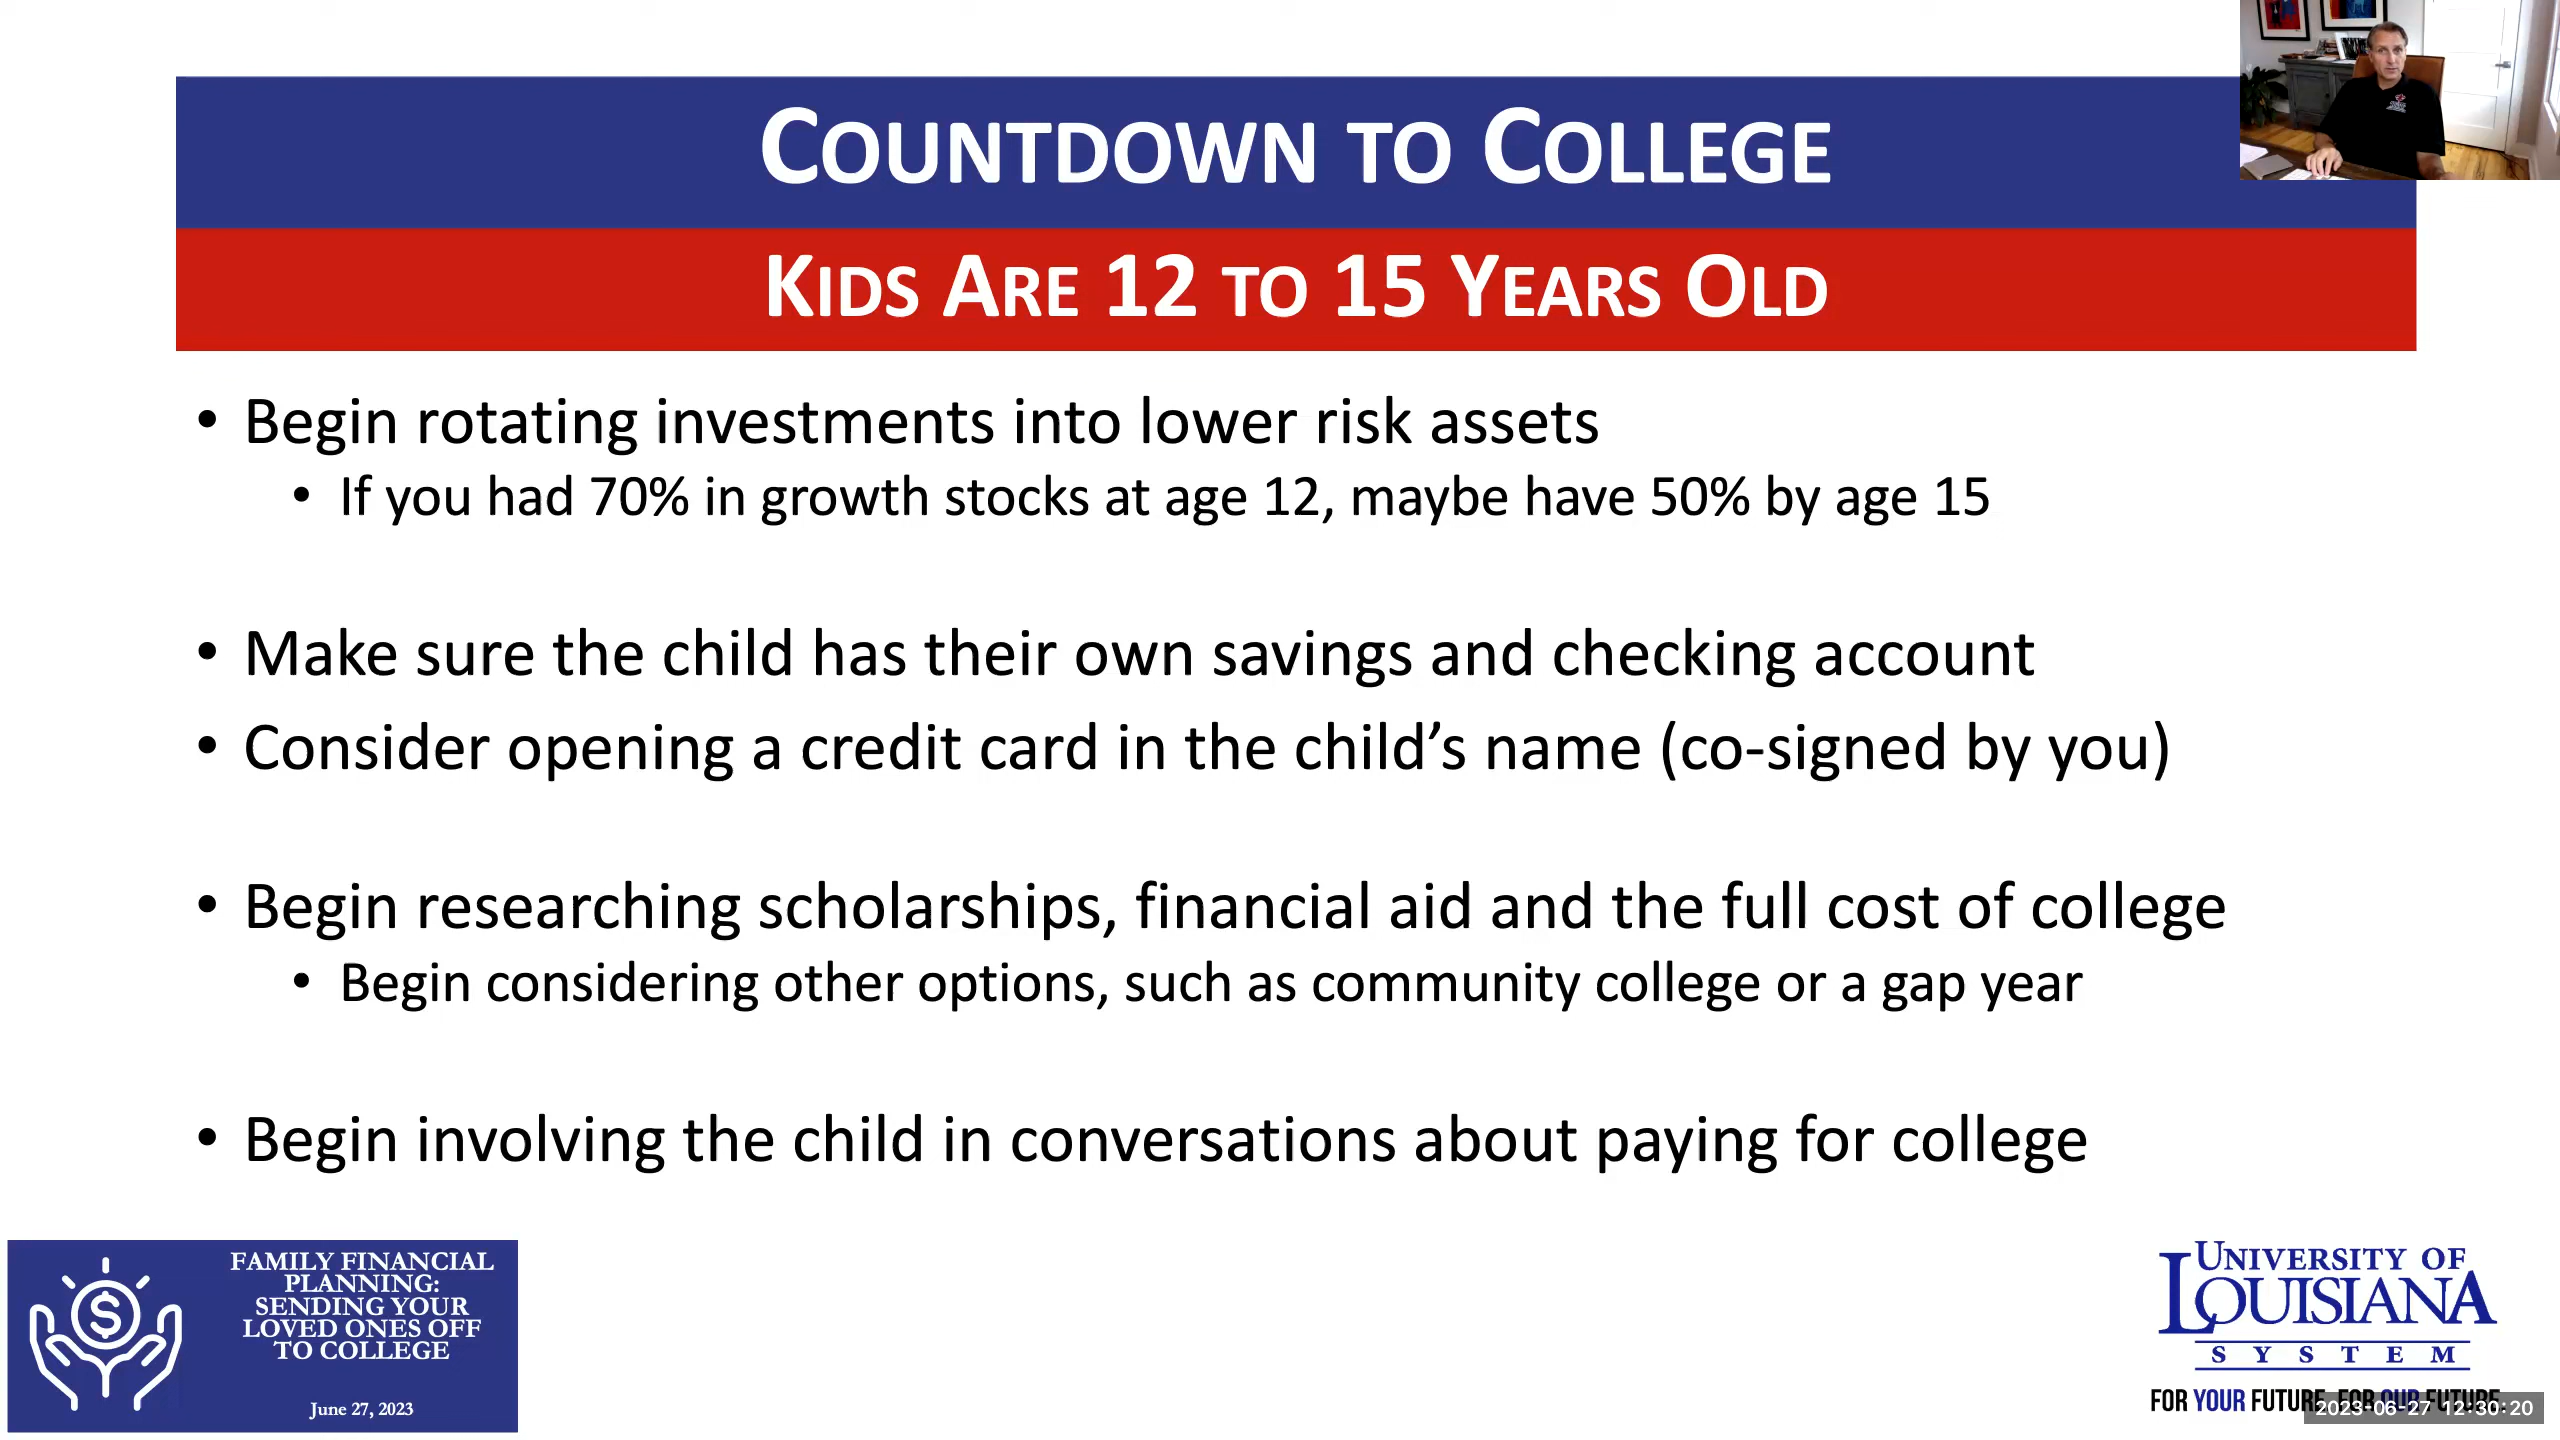 COUNTDOWN TO COLLEGE
KIDS ARE 12 TO 15 YEARS OLD
• Begin rotating investments into lower risk assets
• If you had 70% in growth stocks at age 12, maybe have 50% by age 15
• Make sure the child has their own savings and checking account
• Consider opening a credit card in the child’s name (co-signed by you)
• Begin researching scholarships, financial aid and the full cost of college
• Begin considering other options, such as community college or a gap year
• Begin involving the child in conversations about paying for college
FAMILY FINANCIAL
PLANNING:
SENDING YOUR
LOVED ONES OFF
TO COLLEGE
June 27, 2023
UNIVERSITY OF
LOUISIANA
SYSTEM
FOR YOUR FUTURE. FOR OUR FUTURE.
2023-06-27 12:30:20